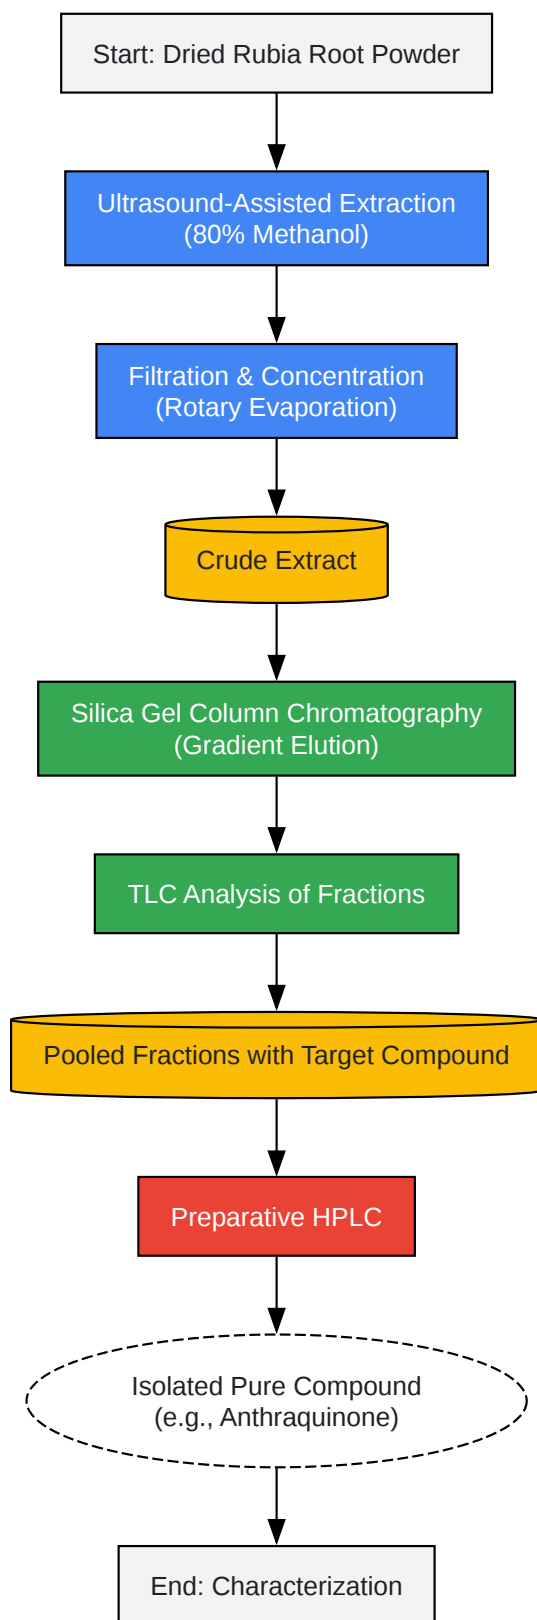 Start: Dried Rubia Root Powder
Ultrasound-Assisted Extraction
(80% Methanol)
Filtration & Concentration
(Rotary Evaporation)
Crude Extract
Silica Gel Column Chromatography
(Gradient Elution)
TLC Analysis of Fractions
Pooled Fractions with Target Compound
Preparative HPLC
Isolated Pure Compound
(e.g., Anthraquinone)
End: Characterization